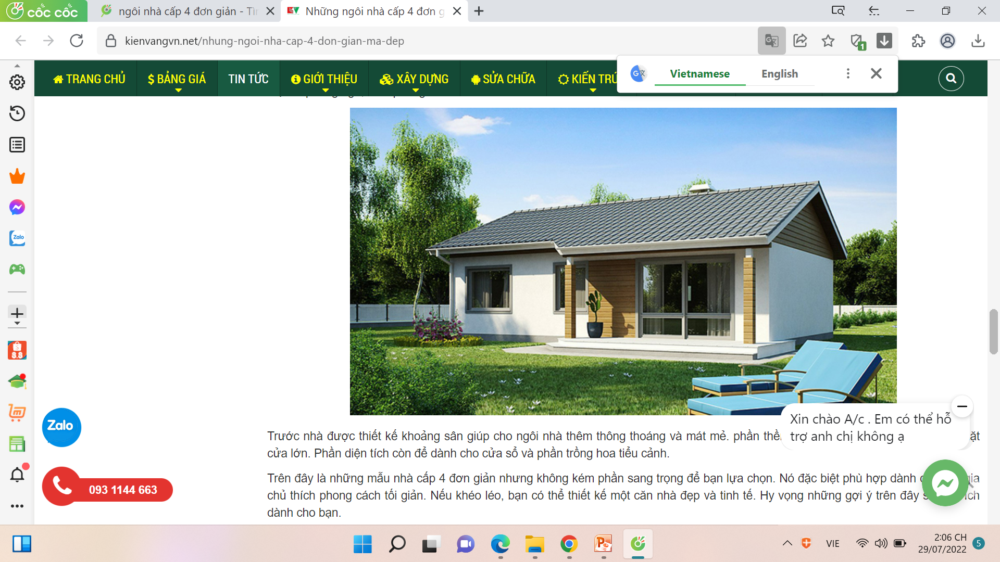 cốc cốc
ngôi nhà cấp 4 đơn giản - Tì
Những ngôi nhà cấp 4 đơn g
kienvangvn.net/nhung-ngoi-nha-cap-4-don-gian-ma-dep
1
TRANG CHỦ
$ BẢNG GIÁ
TIN TỨC
GIỚI THIỆU
XÂY DỰNG
SỬA CHỮA
KIẾN TRÚ
Vietnamese
English
Zalo
8.8
Zalo
093 1144 663
Xin chào A/c . Em có thể hỗ
trợ anh chị không ạ
Trước nhà được thiết kế khoảng sân giúp cho ngôi nhà thêm thông thoáng và mát mẻ. phần thề
cửa lớn. Phần diện tích còn để dành cho cửa sổ và phần trồng hoa tiểu cảnh.
Trên đây là những mẫu nhà cấp 4 đơn giản nhưng không kém phần sang trọng để bạn lựa chọn. Nó đặc biệt phù hợp dành gia
chủ thích phong cách tối giản. Nếu khéo léo, bạn có thể thiết kế một căn nhà đẹp và tinh tế. Hy vọng những gợi ý trên đây ích
dành cho bạn.
VIE
2:06 CH
29/07/2022
5